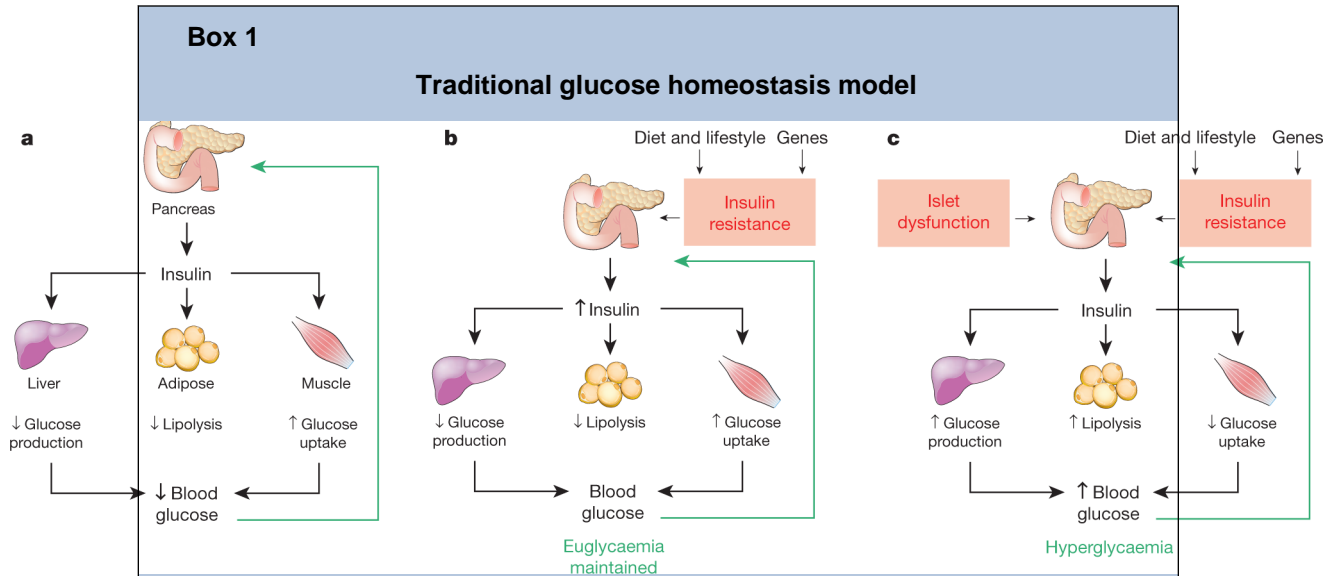 Box 1
Traditional glucose homeostasis model
a
Pancreas
Insulin
Liver
Adipose
Muscle
↓ Glucose
production
↓ Lipolysis
↑ Glucose
uptake
↓ Blood
glucose
b
Diet and lifestyle
Genes
Insulin
resistance
↑ Insulin
↓ Glucose
production
↓ Lipolysis
↑ Glucose
uptake
Blood
glucose
Euglycaemia
maintained
c
Diet and lifestyle
Genes
Islet
dysfunction
Insulin
resistance
Insulin
↑ Glucose
production
↑ Lipolysis
↓ Glucose
uptake
↑ Blood
glucose
Hyperglycaemia